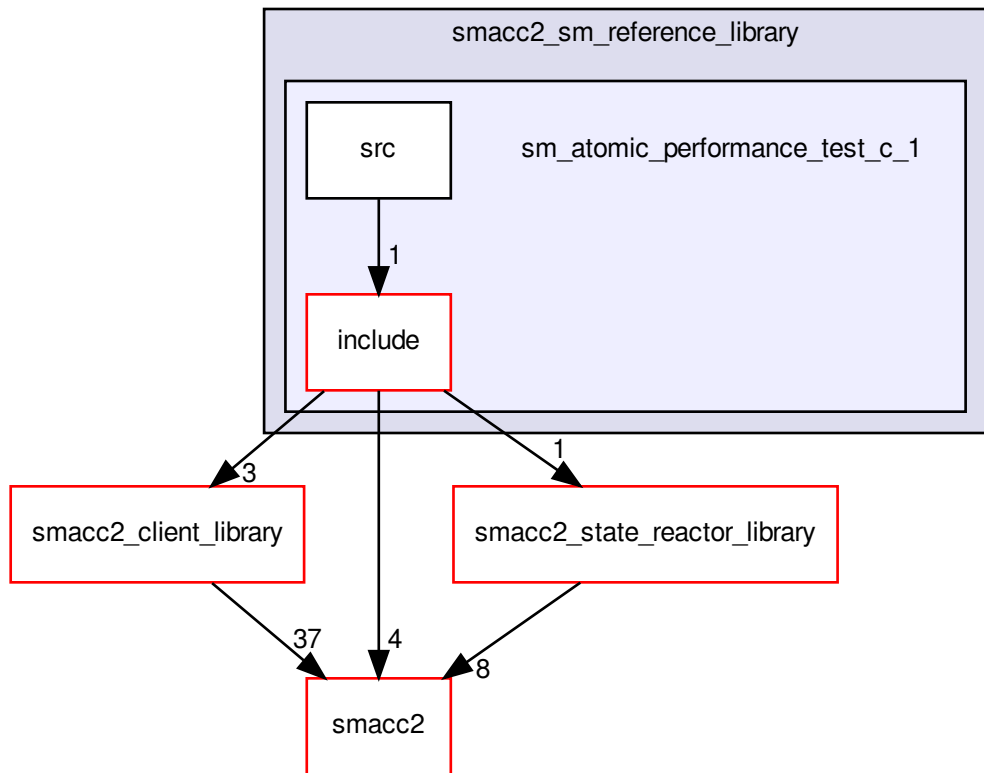 smacc2_sm_reference_library
src
sm_atomic_performance_test_c_1
1
include
3
1
smacc2_client_library
smacc2_state_reactor_library
37
4
8
smacc2